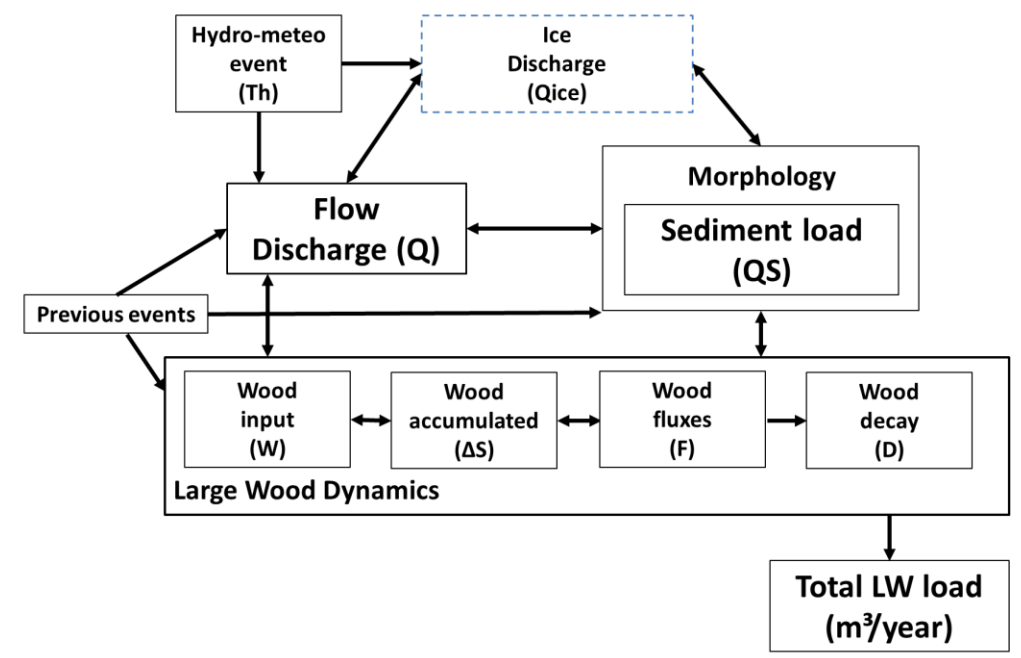 Hydro-meteo
event
(Th)
Ice
Discharge
(Qice)
Morphology
Flow
Discharge (Q)
Sediment load
(QS)
Previous events
Wood
input
(W)
Wood
accumulated
(ΔS)
Wood
fluxes
(F)
Wood
decay
(D)
Large Wood Dynamics
Total LW load
(m³/year)